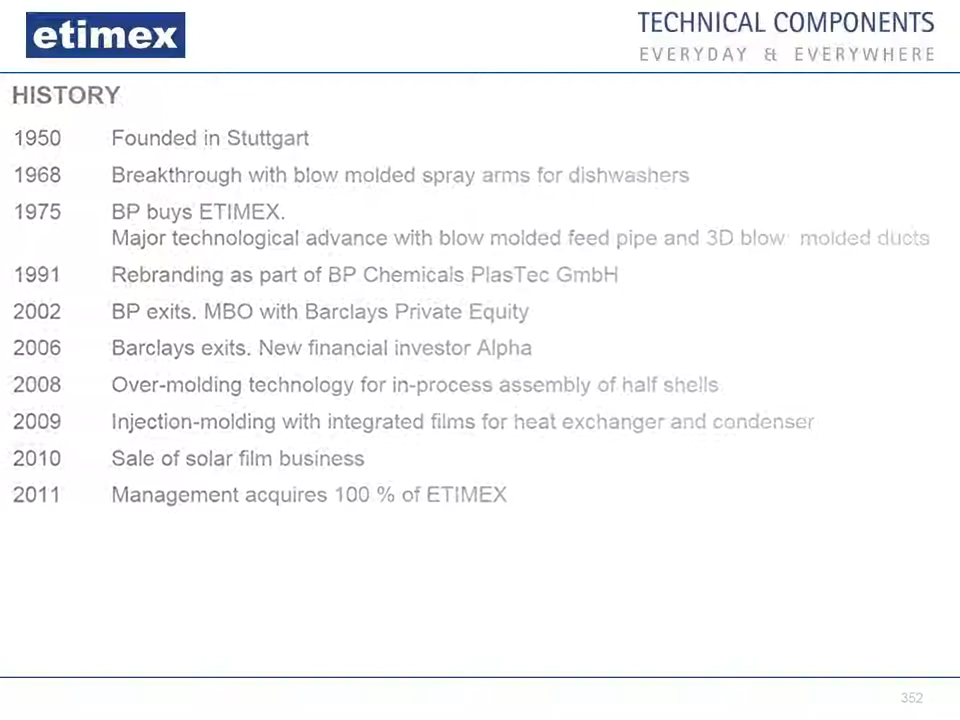 etimex
TECHNICAL COMPONENTS
EVERYDAY & EVERYWHERE
HISTORY
1950 Founded in Stuttgart
1968 Breakthrough with blow molded spray arms for dishwashers
1975 BP buys ETIMEX.
Major technological advance with blow molded feed pipe and 3D blow molded ducts
1991 Rebranding as part of BP Chemicals PlasTec GmbH
2002 BP exits. MBO with Barclays Private Equity
2006 Barclays exits. New financial investor Alpha
2008 Over-molding technology for in-process assembly of half shells
2009 Injection-molding with integrated films for heat exchanger and condenser
2010 Sale of solar film business
2011 Management acquires 100 % of ETIMEX
352